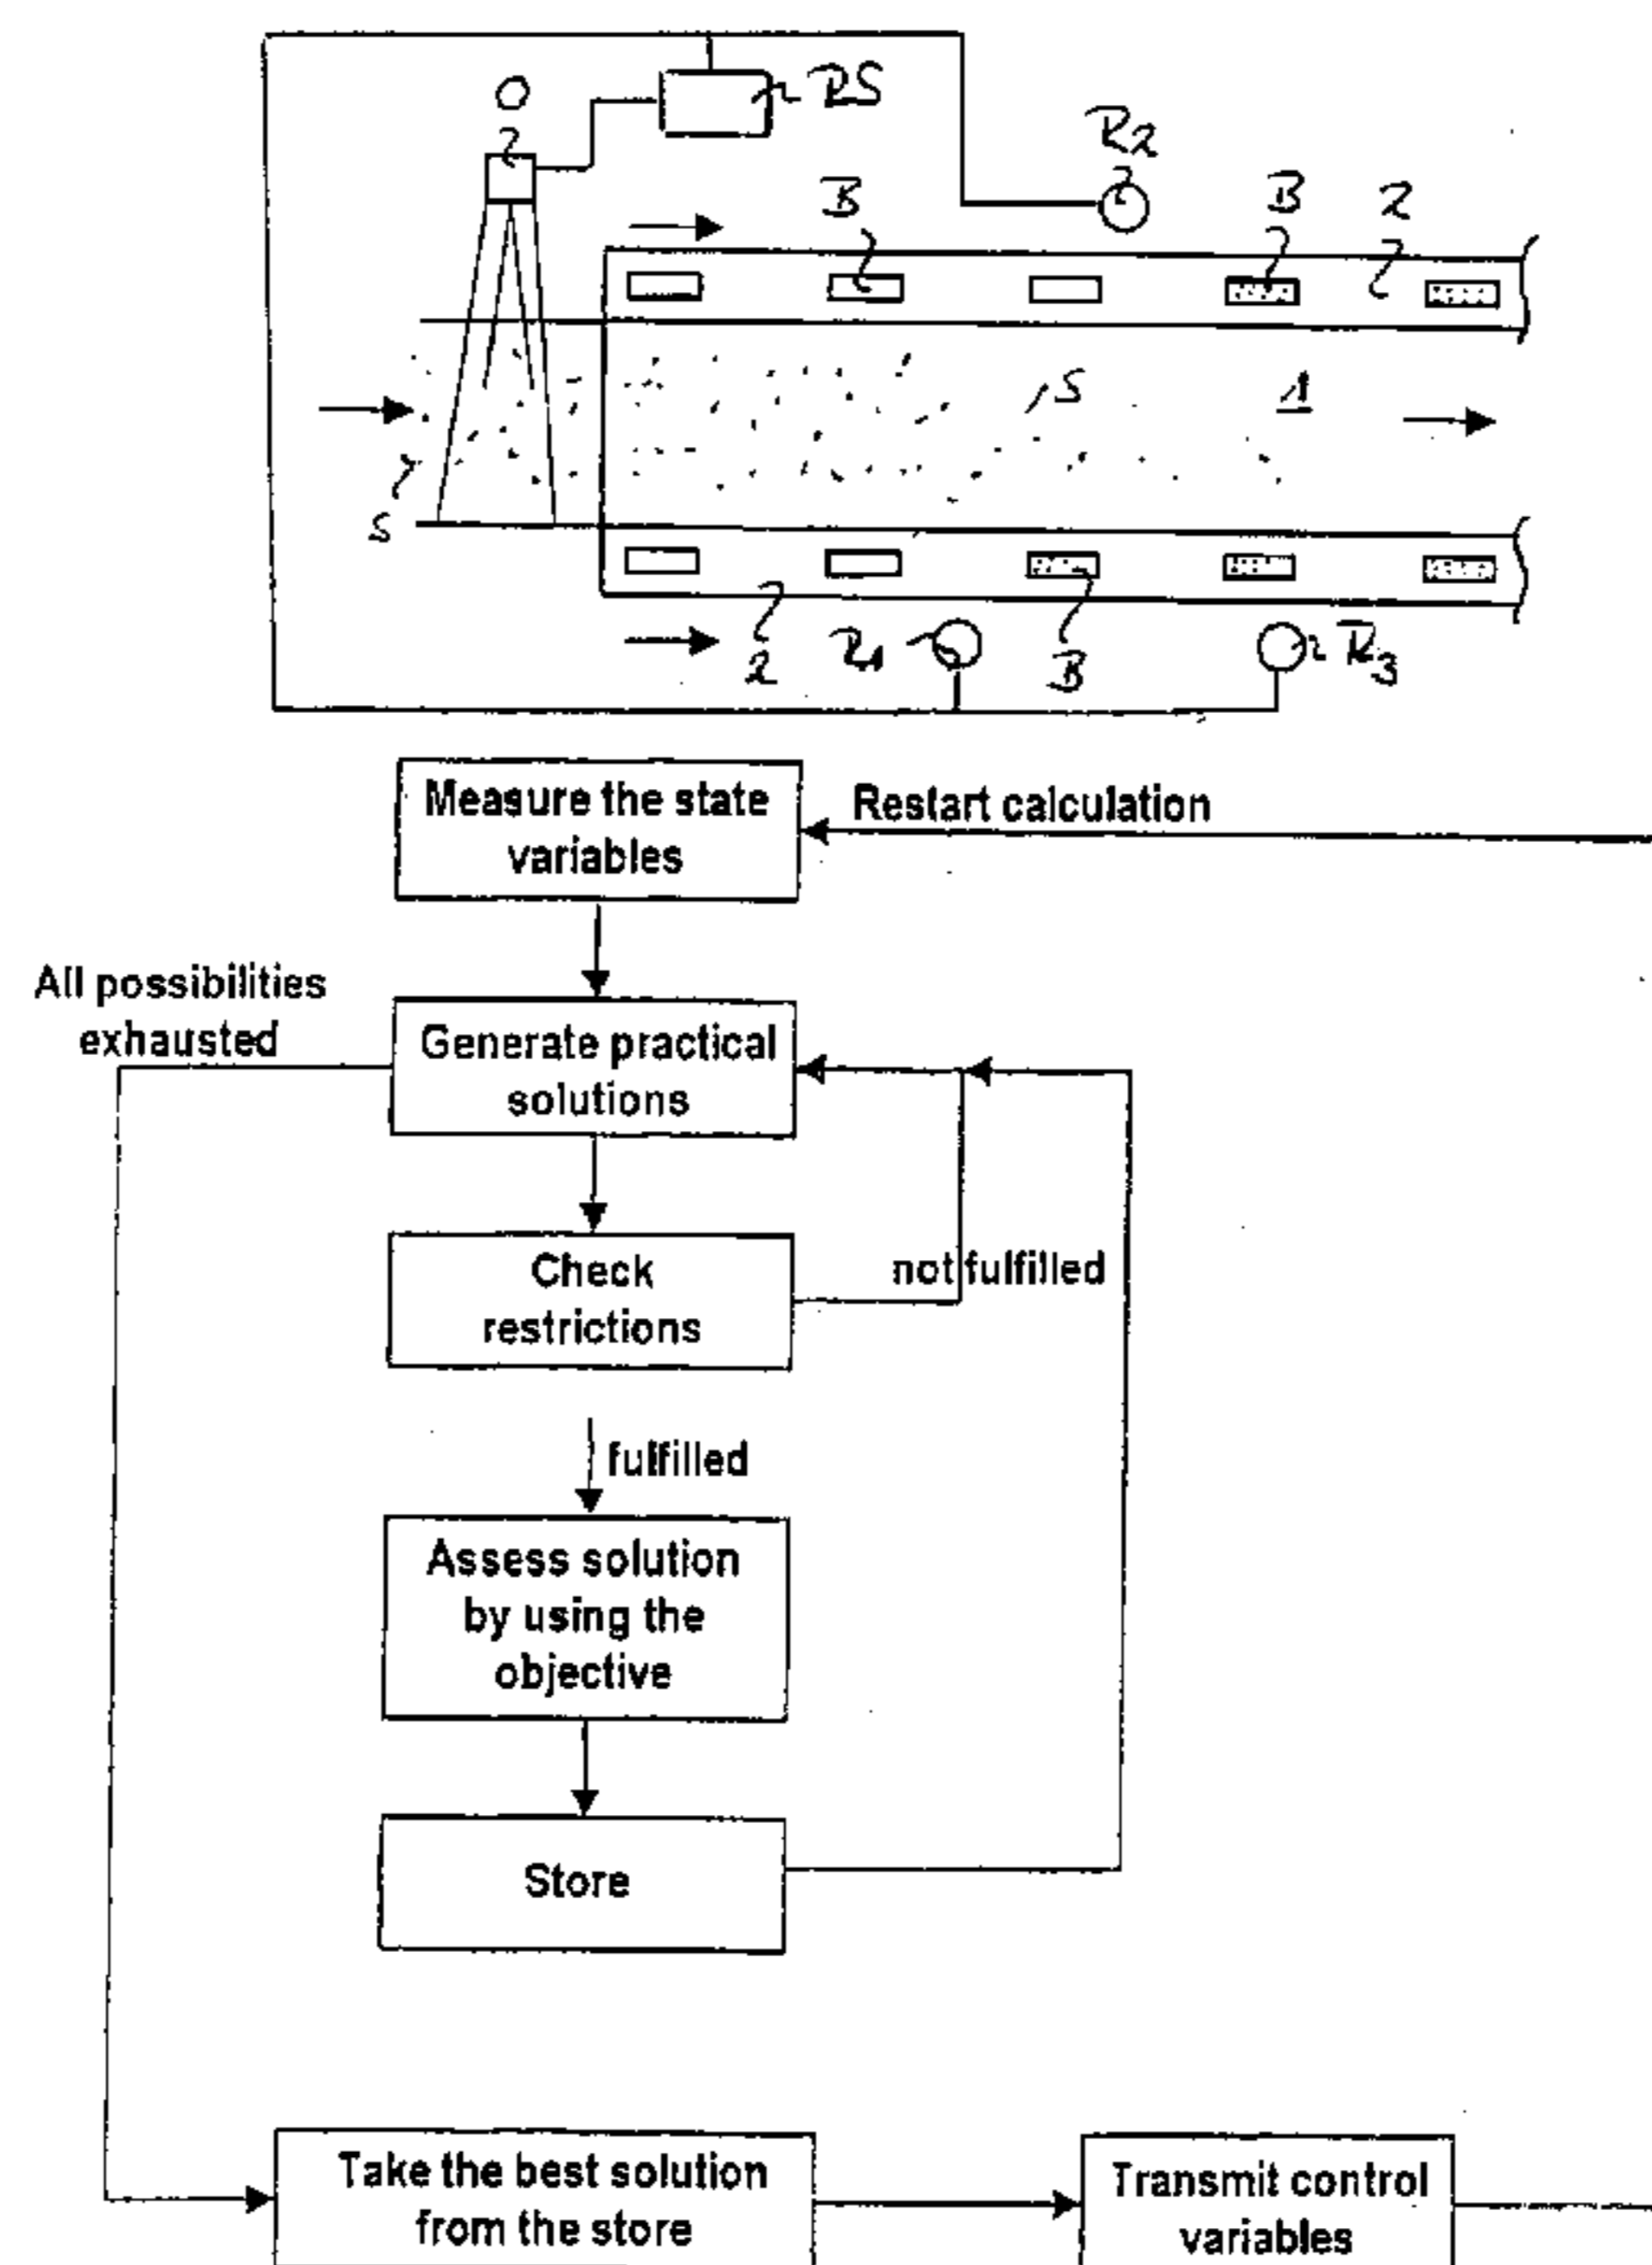 O
RS
R2
B
B
2
S
1
S
2
R1
B
R3
Measure the state
variables
Restart calculation
All possibilities
exhausted
Generate practical
solutions
Check
restrictions
not fulfilled
fulfilled
Assess solution
by using the
objective
Store
Take the best solution
from the store
Transmit control
variables